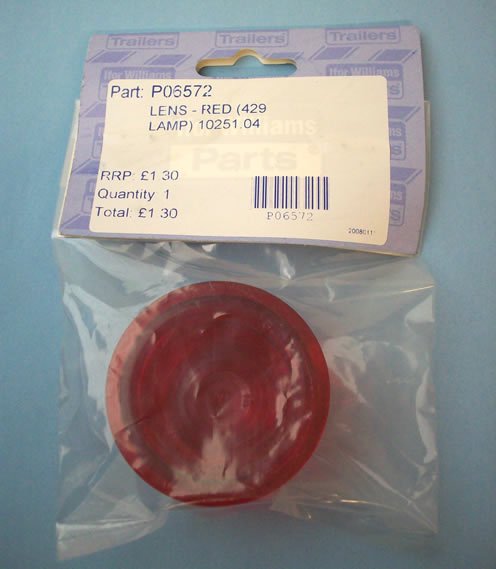 Trailers
Trailers
Ifor Williams
Part: P06572
LENS - RED (429
LAMP) 10251.04
Parts
RRP: £1.30
Quantity 1
Total: £1.30
P06572